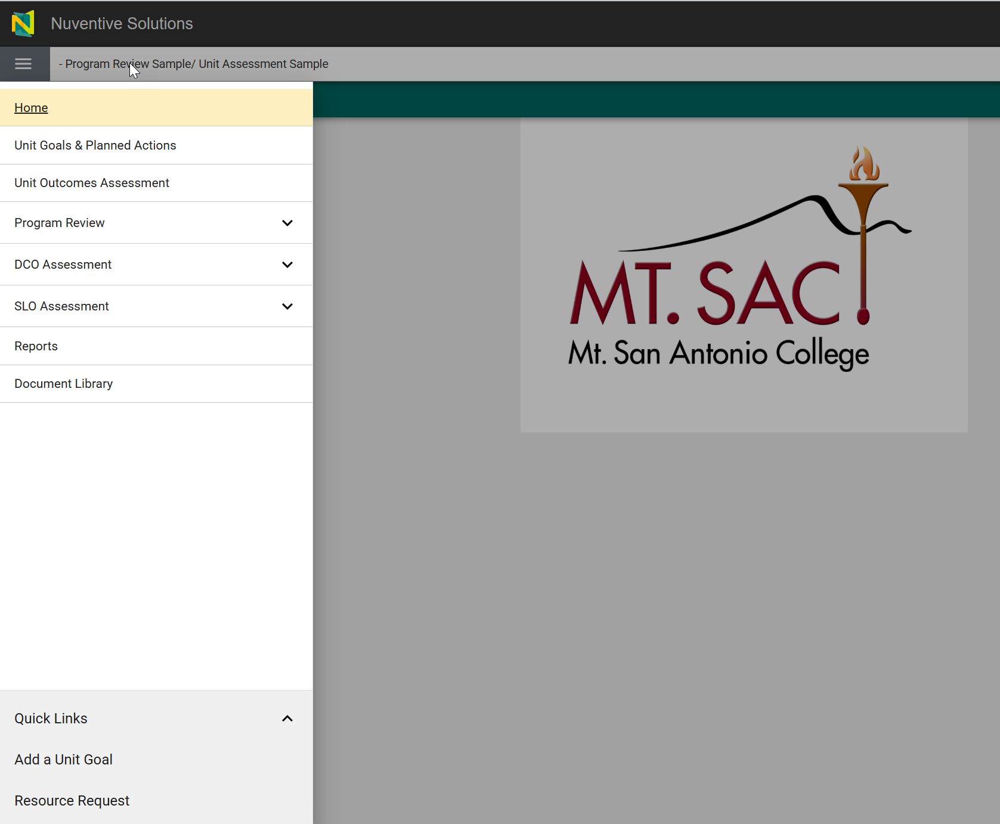 Nuventive Solutions
- Program Review Sample/ Unit Assessment Sample
Home
Unit Goals & Planned Actions
Unit Outcomes Assessment
Program Review
DCO Assessment
SLO Assessment
Reports
Document Library
Quick Links
Add a Unit Goal
Resource Request
MT. SAC
Mt. San Antonio College